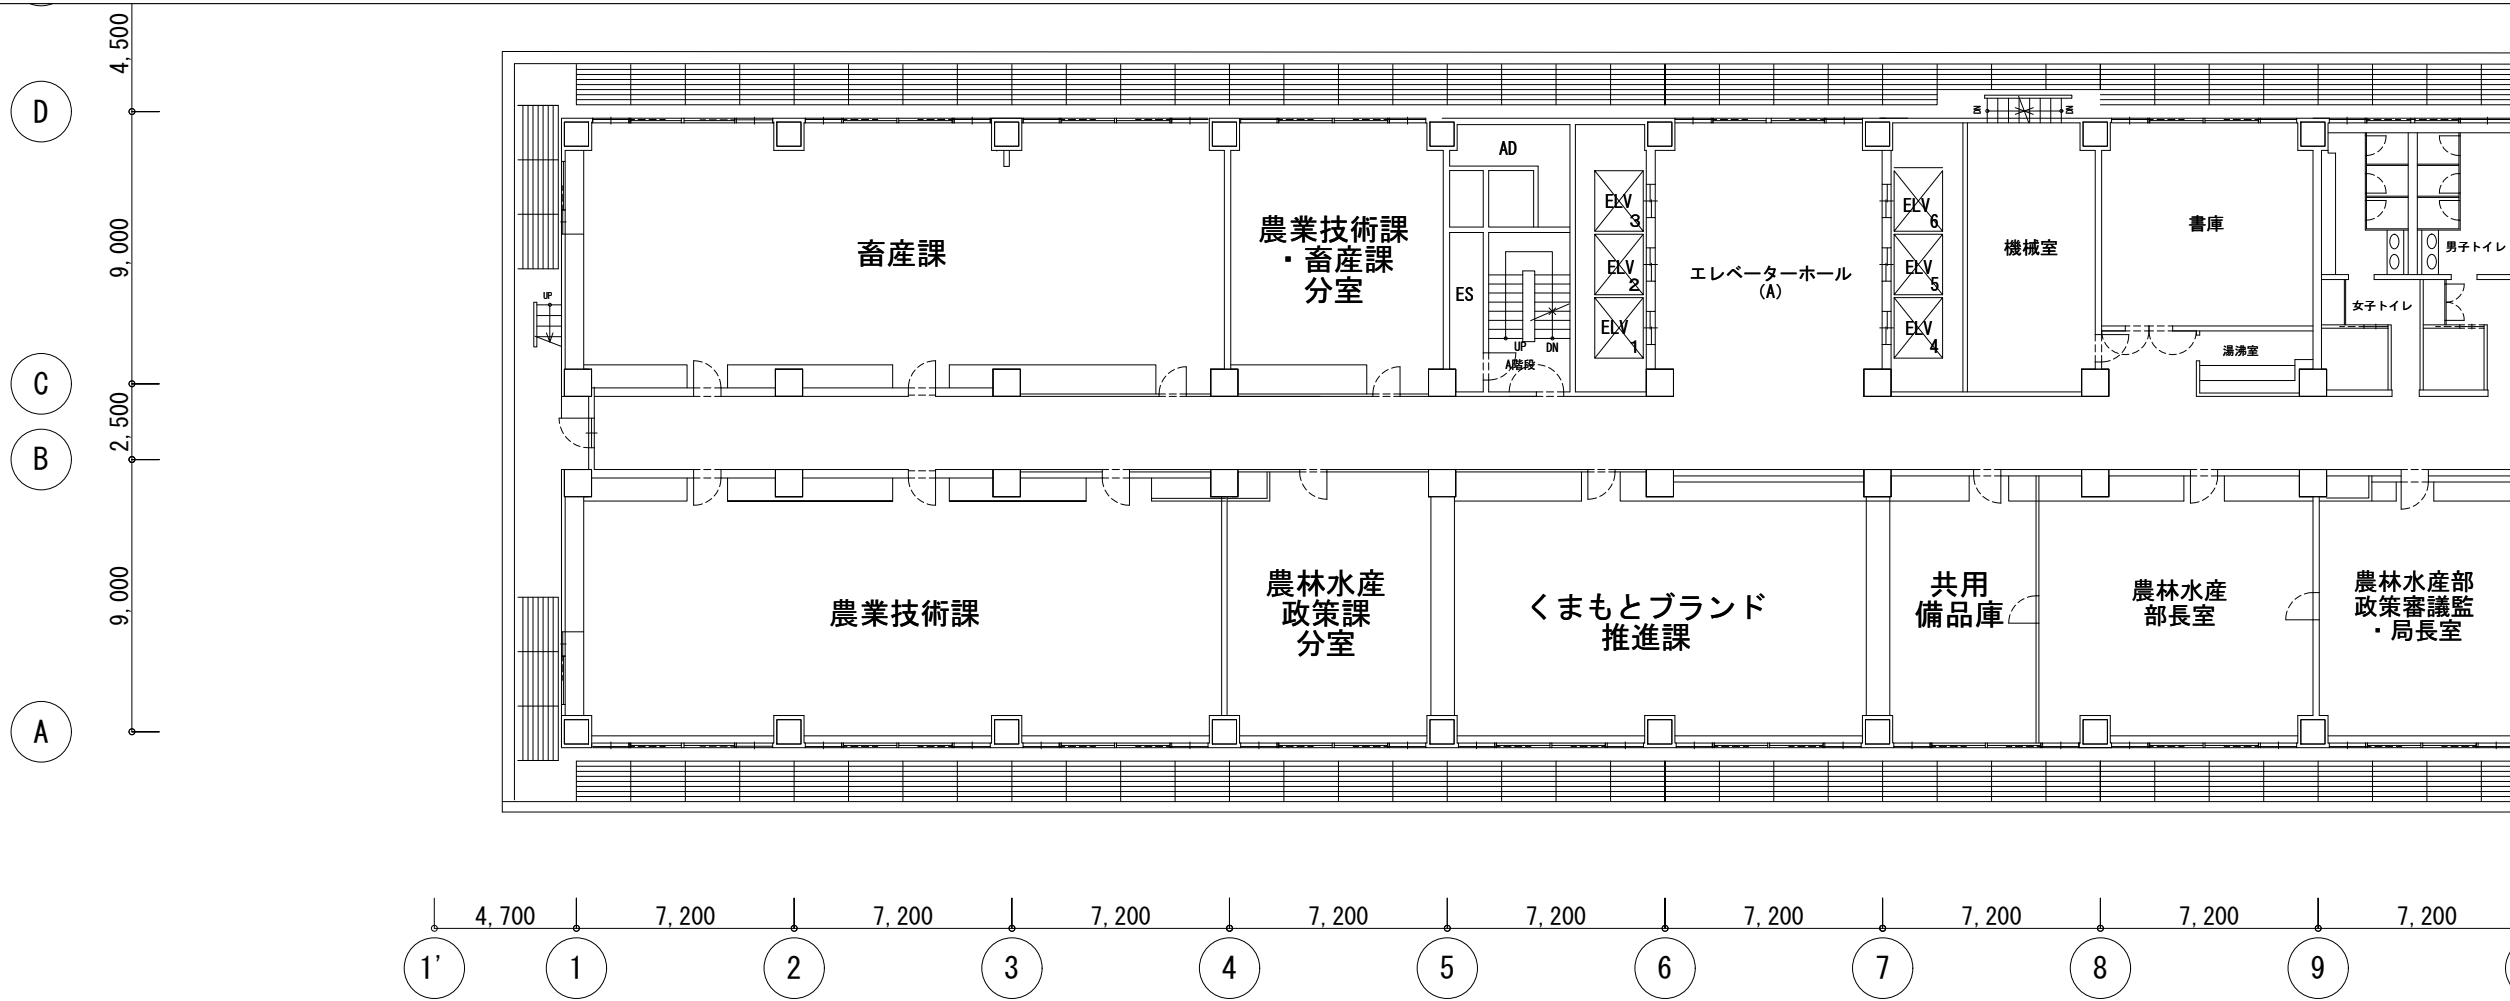 4,500
D
9,000
C
2,500
B
9,000
A
畜産課
農業技術課
・畜産課
分室
AD
ES
UP
DN
A階段
ELV
3
ELV
2
ELV
1
エレベーターホール
(A)
ELV
6
ELV
5
ELV
4
機械室
DN
DN
書庫
湯沸室
男子トイレ
女子トイレ
UP
農業技術課
農林水産
政策課
分室
くまもとブランド
推進課
共用
備品庫
農林水産
部長室
農林水産部
政策審議監
・局長室
4,700 7,200 7,200 7,200 7,200 7,200 7,200 7,200 7,200 7,200
1' 1 2 3 4 5 6 7 8 9